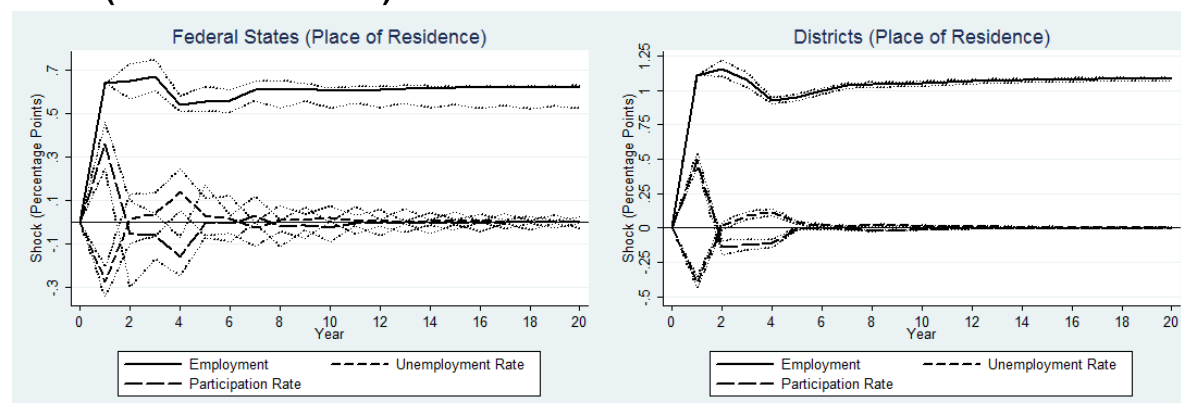 Federal States (Place of Residence)
Shock (Percentage Points)
.7
.5
.3
.1
-.1
-.3
0 2 4 6 8 10 12 14 16 18 20
Year
Employment Unemployment Rate
Participation Rate
Districts (Place of Residence)
Shock (Percentage Points)
1.25
1
.75
.5
.25
0
-.25
-.5
0 2 4 6 8 10 12 14 16 18 20
Year
Employment Unemployment Rate
Participation Rate